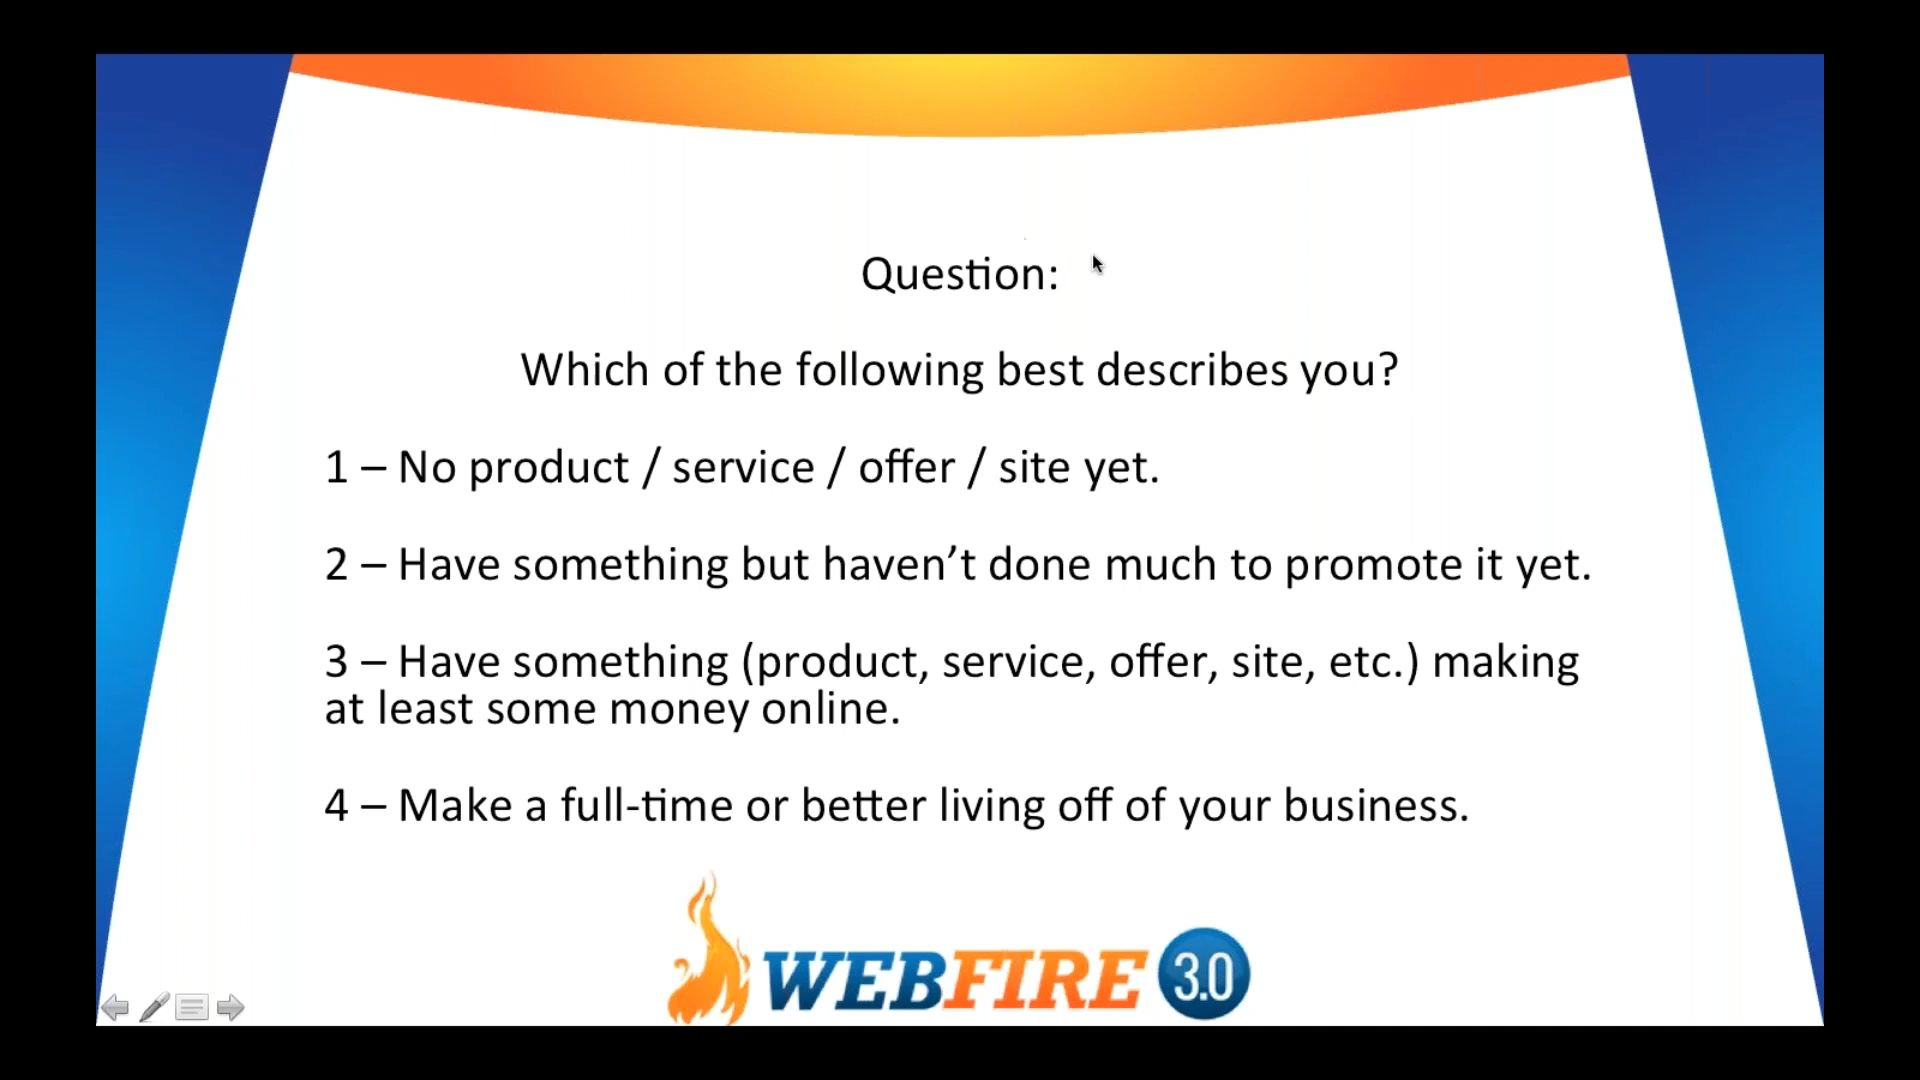 Question:
Which of the following best describes you?
1 – No product / service / offer / site yet.
2 – Have something but haven’t done much to promote it yet.
3 – Have something (product, service, offer, site, etc.) making
at least some money online.
4 – Make a full-time or better living off of your business.
WEBFIRE 3.0